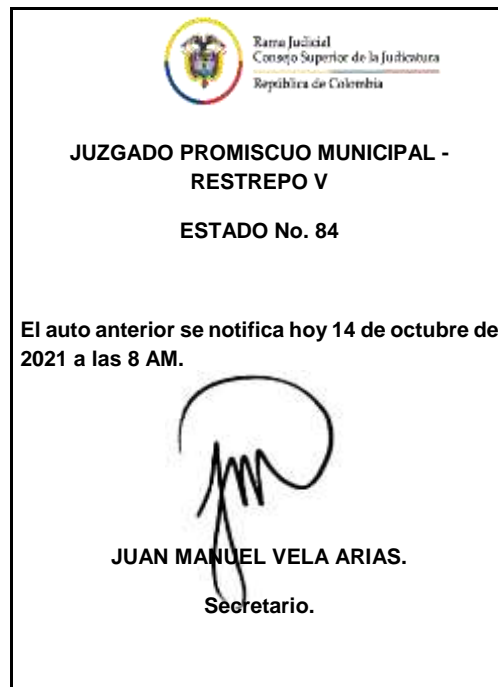 Rama Judicial
Consejo Superior de la Judicatura
República de Colombia
JUZGADO PROMISCUO MUNICIPAL -
RESTREPO V
ESTADO No. 84
El auto anterior se notifica hoy 14 de octubre de
2021 a las 8 AM.
JUAN MANUEL VELA ARIAS.
Secretario.